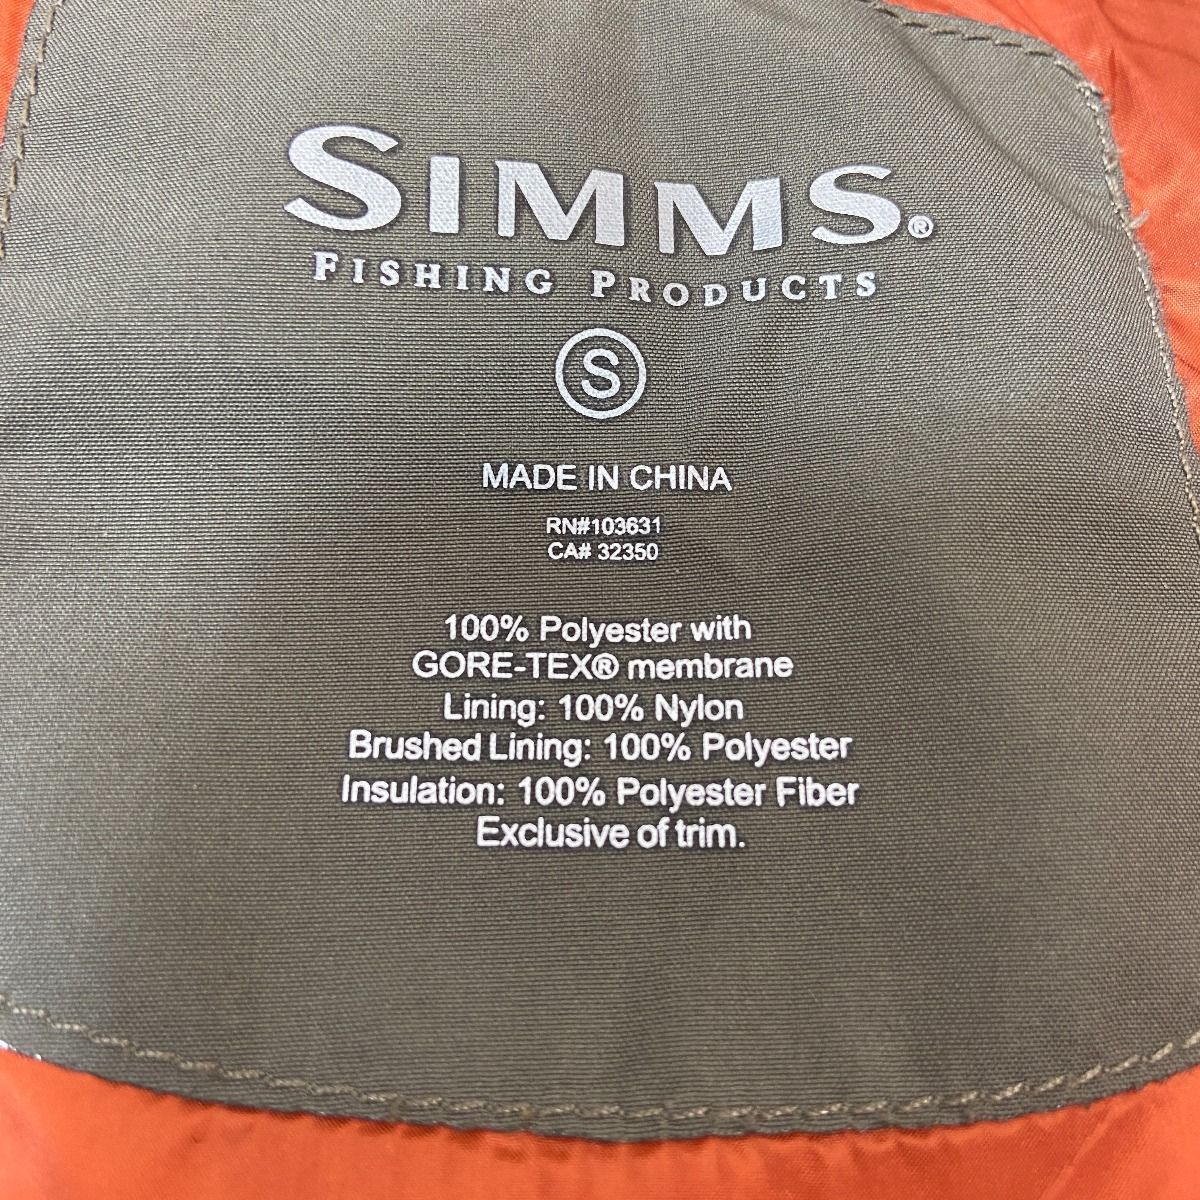 SIMMS®
FISHING PRODUCTS
S
MADE IN CHINA
RN#103631
CA# 32350
100% Polyester with
GORE-TEX® membrane
Lining: 100% Nylon
Brushed Lining: 100% Polyester
Insulation: 100% Polyester Fiber
Exclusive of trim.